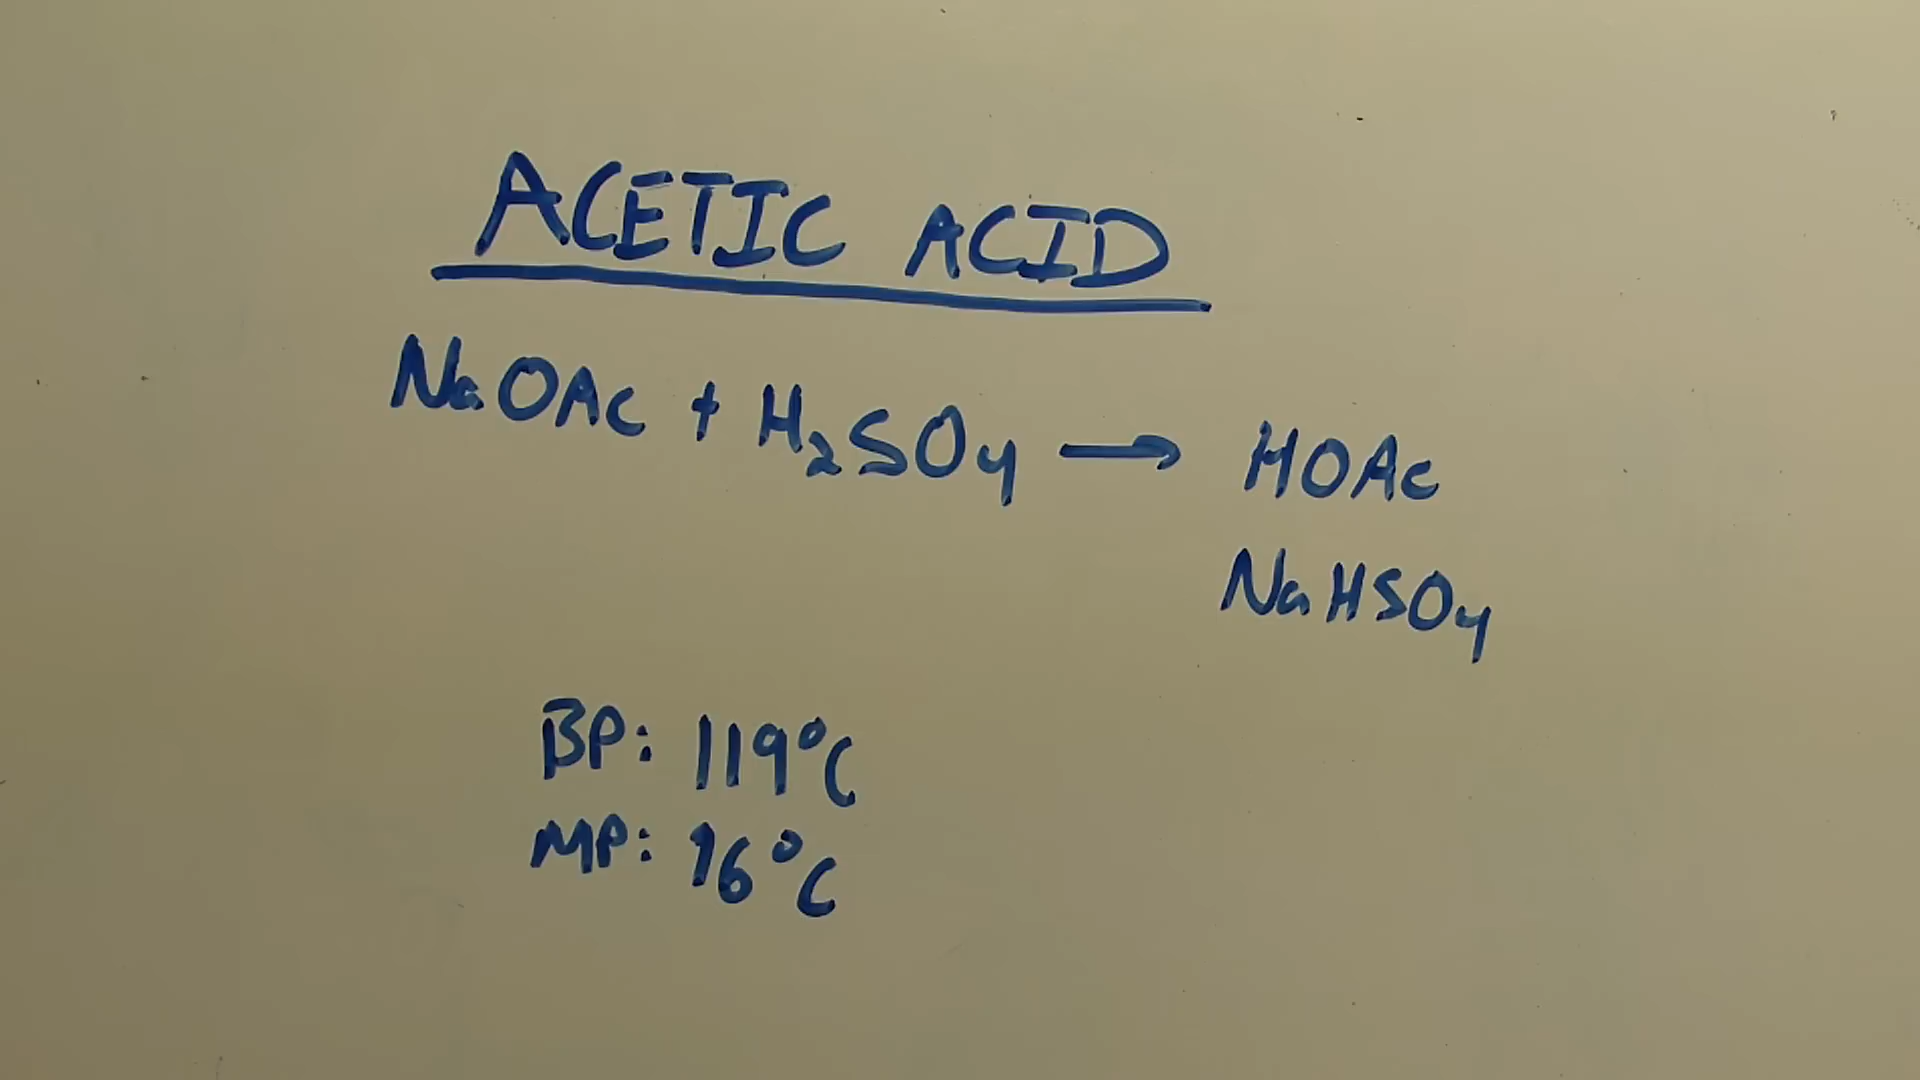 ACETIC ACID
NaOAc + H₂SO₄ → HOAc
NaHSO₄
BP: 119°C
MP: 16°C